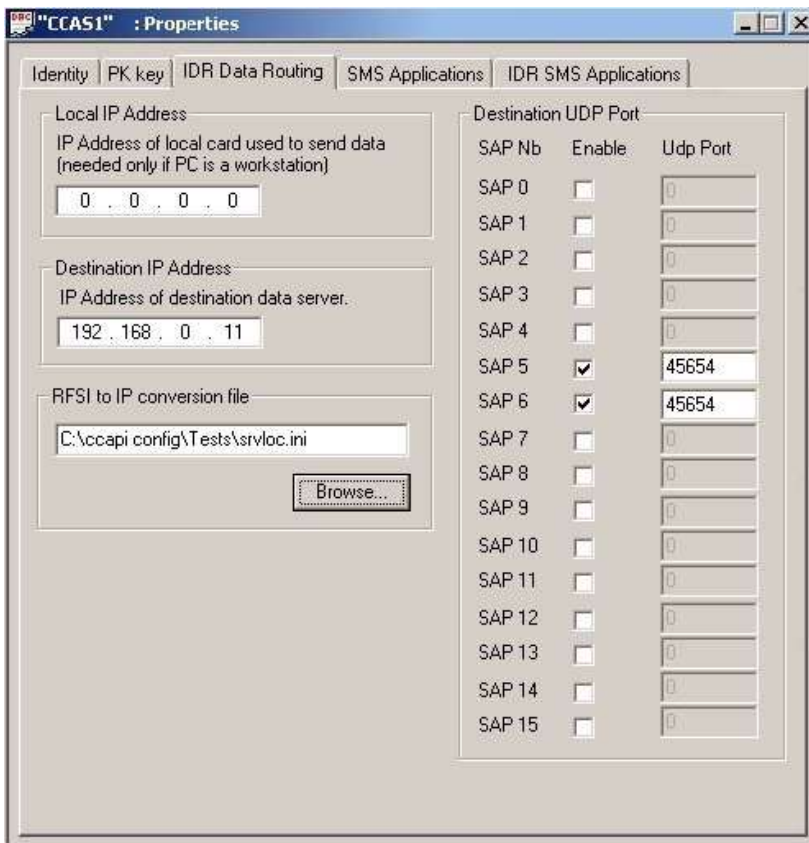 DBC "CCAS1" : Properties
Identity PK key IDR Data Routing SMS Applications IDR SMS Applications
Local IP Address
IP Address of local card used to send data
(needed only if PC is a workstation)
0 . 0 . 0 . 0
Destination IP Address
IP Address of destination data server.
192 . 168 . 0 . 11
RFSI to IP conversion file
C:\ccapi config\Tests\srvloc.ini
Browse...
Destination UDP Port
SAP Nb Enable Udp Port
SAP 0 0
SAP 1 0
SAP 2 0
SAP 3 0
SAP 4 0
SAP 5 45654
SAP 6 45654
SAP 7 0
SAP 8 0
SAP 9 0
SAP 10 0
SAP 11 0
SAP 12 0
SAP 13 0
SAP 14 0
SAP 15 0